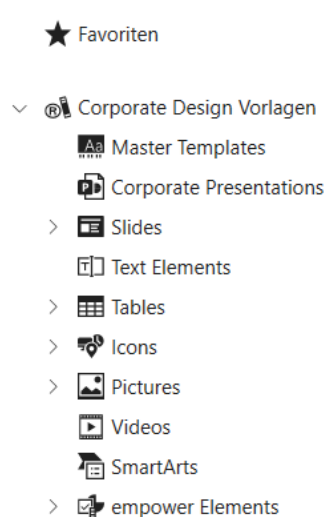 Favoriten
Corporate Design Vorlagen
Master Templates
Corporate Presentations
Slides
Text Elements
Tables
Icons
Pictures
Videos
SmartArts
empower Elements